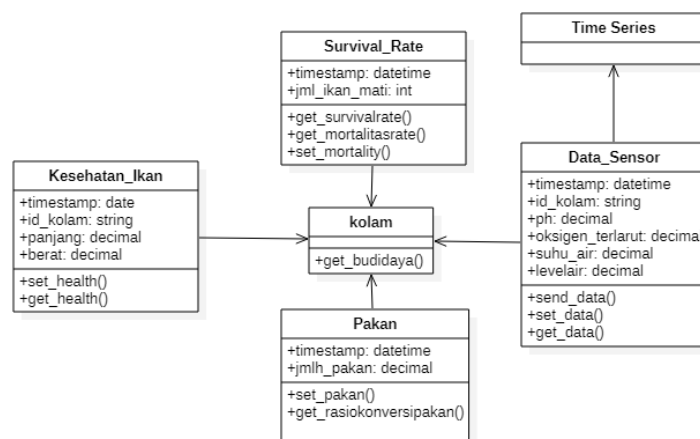 Time Series
Survival_Rate
+timestamp: datetime
+jml_ikan_mati: int
+get_survivalrate()
+get_mortalitasrate()
+set_mortality()
Kesehatan_Ikan
+timestamp: date
+id_kolam: string
+panjang: decimal
+berat: decimal
+set_health()
+get_health()
kolam
+get_budidaya()
Data_Sensor
+timestamp: datetime
+id_kolam: string
+ph: decimal
+oksigen_terlarut: decimal
+suhu_air: decimal
+levelair: decimal
+send_data()
+set_data()
+get_data()
Pakan
+timestamp: datetime
+jmlh_pakan: decimal
+set_pakan()
+get_rasiokonversipakan()